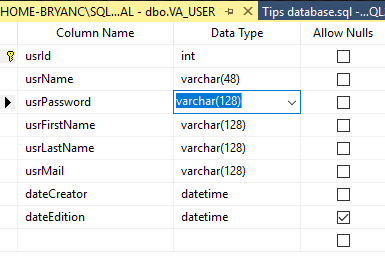 HOME-BRYANC\SQL...AL - dbo.VA_USER
Tips database.sql -...QL
Column Name Data Type Allow Nulls
usrId int
usrName varchar(48)
usrPassword varchar(128)
usrFirstName varchar(128)
usrLastName varchar(128)
usrMail varchar(128)
dateCreator datetime
dateEdition datetime